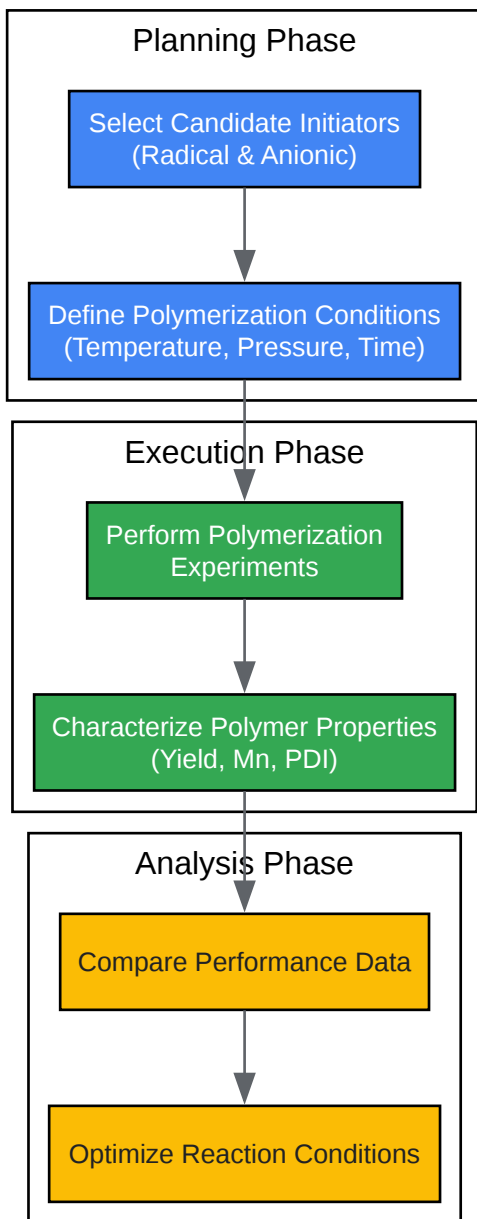 Planning Phase
Select Candidate Initiators
(Radical & Anionic)
Define Polymerization Conditions
(Temperature, Pressure, Time)
Execution Phase
Perform Polymerization
Experiments
Characterize Polymer Properties
(Yield, Mn, PDI)
Analysis Phase
Compare Performance Data
Optimize Reaction Conditions